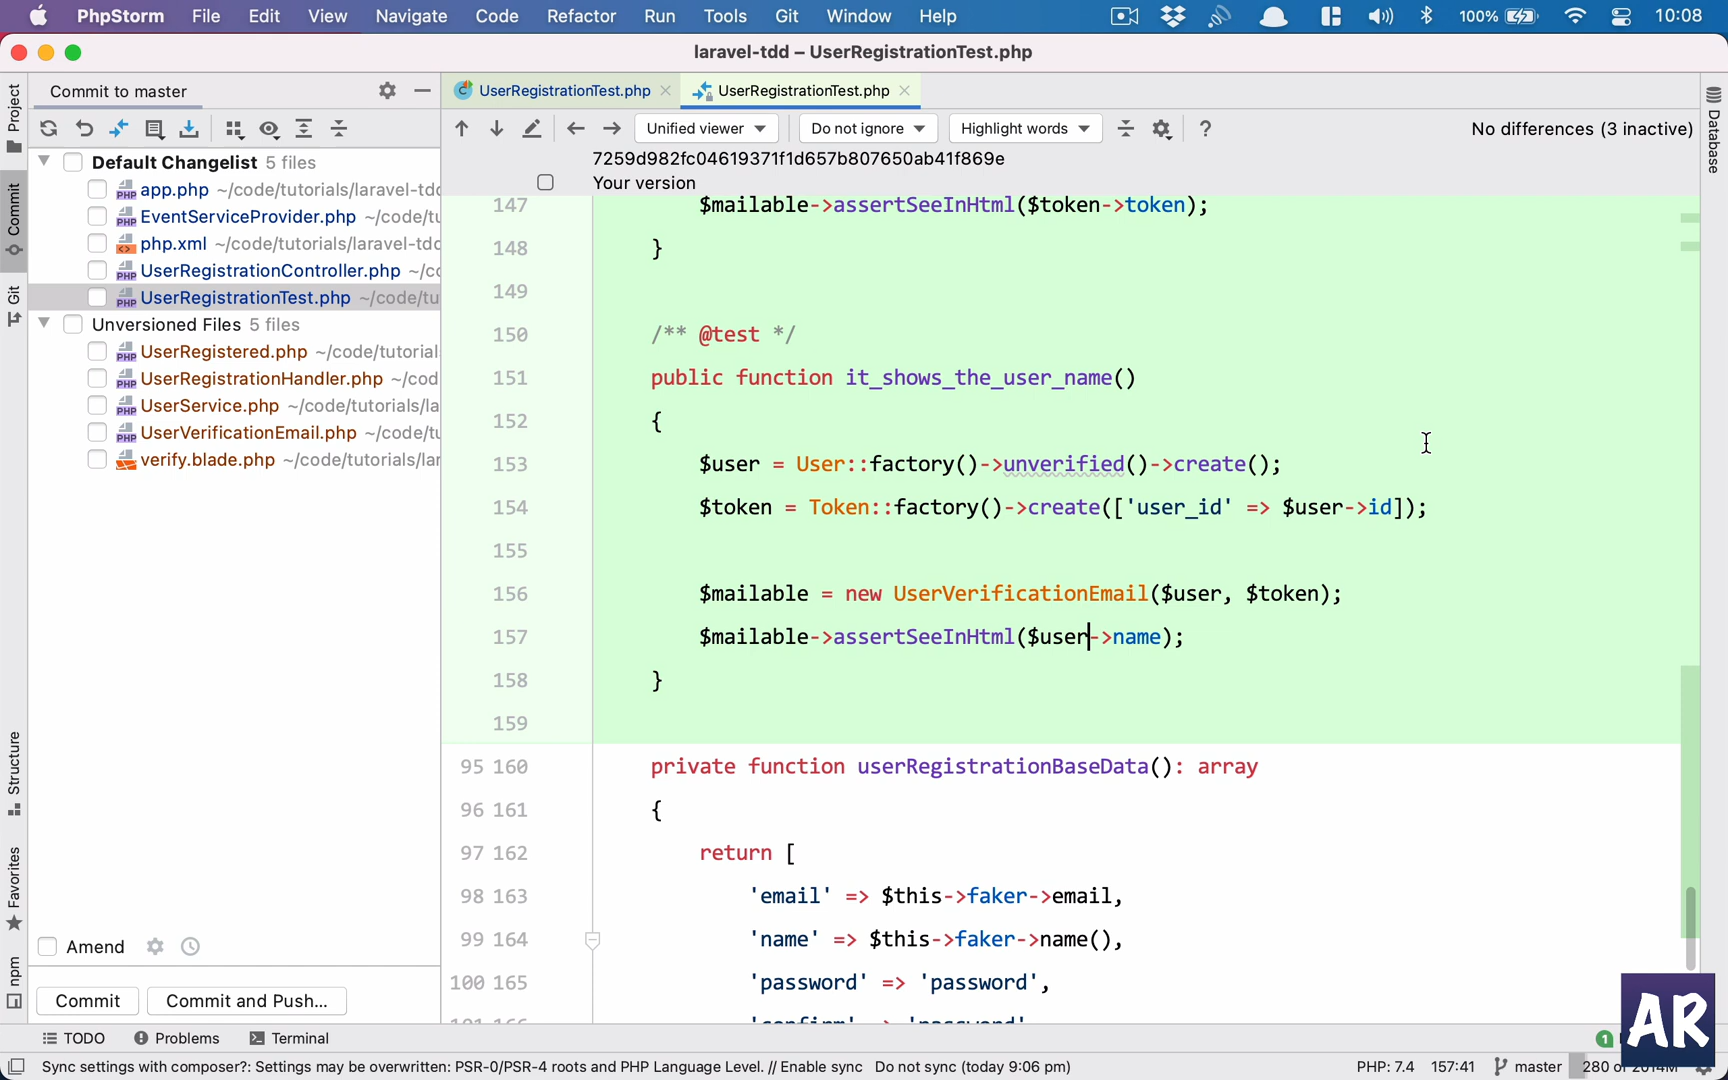 PhpStorm File Edit View Navigate Code Refactor Run Tools Git Window Help 100% 10:08
laravel-tdd – UserRegistrationTest.php
Project
Commit
Git
Structure
Favorites
npm
Commit to master
Default Changelist 5 files
app.php ~/code/tutorials/laravel-tdd
EventServiceProvider.php ~/code/tu
php.xml ~/code/tutorials/laravel-tdd
UserRegistrationController.php ~/co
UserRegistrationTest.php ~/code/tu
Unversioned Files 5 files
UserRegistered.php ~/code/tutorial
UserRegistrationHandler.php ~/cod
UserService.php ~/code/tutorials/la
UserVerificationEmail.php ~/code/tu
verify.blade.php ~/code/tutorials/lar
Amend
Commit Commit and Push...
UserRegistrationTest.php UserRegistrationTest.php
Unified viewer Do not ignore Highlight words ? No differences (3 inactive)
7259d982fc04619371f1d657b807650ab41f869e
Your version
147 $mailable->assertSeeInHtml($token->token);
148 }
149
150 /** @test */
151 public function it_shows_the_user_name()
152 {
153 $user = User::factory()->unverified()->create();
154 $token = Token::factory()->create(['user_id' => $user->id]);
155
156 $mailable = new UserVerificationEmail($user, $token);
157 $mailable->assertSeeInHtml($user->name);
158 }
159
95 160 private function userRegistrationBaseData(): array
96 161 {
97 162 return [
98 163 'email' => $this->faker->email,
99 164 'name' => $this->faker->name(),
100 165 'password' => 'password',
Database
TODO Problems Terminal 1
AR
Sync settings with composer?: Settings may be overwritten: PSR-0/PSR-4 roots and PHP Language Level. // Enable sync Do not sync (today 9:06 pm) PHP: 7.4 157:41 master 280 of 2014M